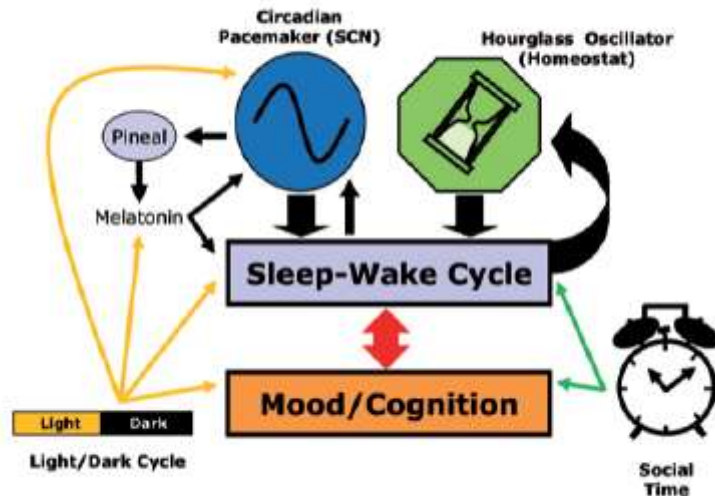 Circadian
Pacemaker (SCN)
Hourglass Oscillator
(Homeostat)
Pineal
Melatonin
Sleep-Wake Cycle
Mood/Cognition
Light Dark
Light/Dark Cycle
Social
Time